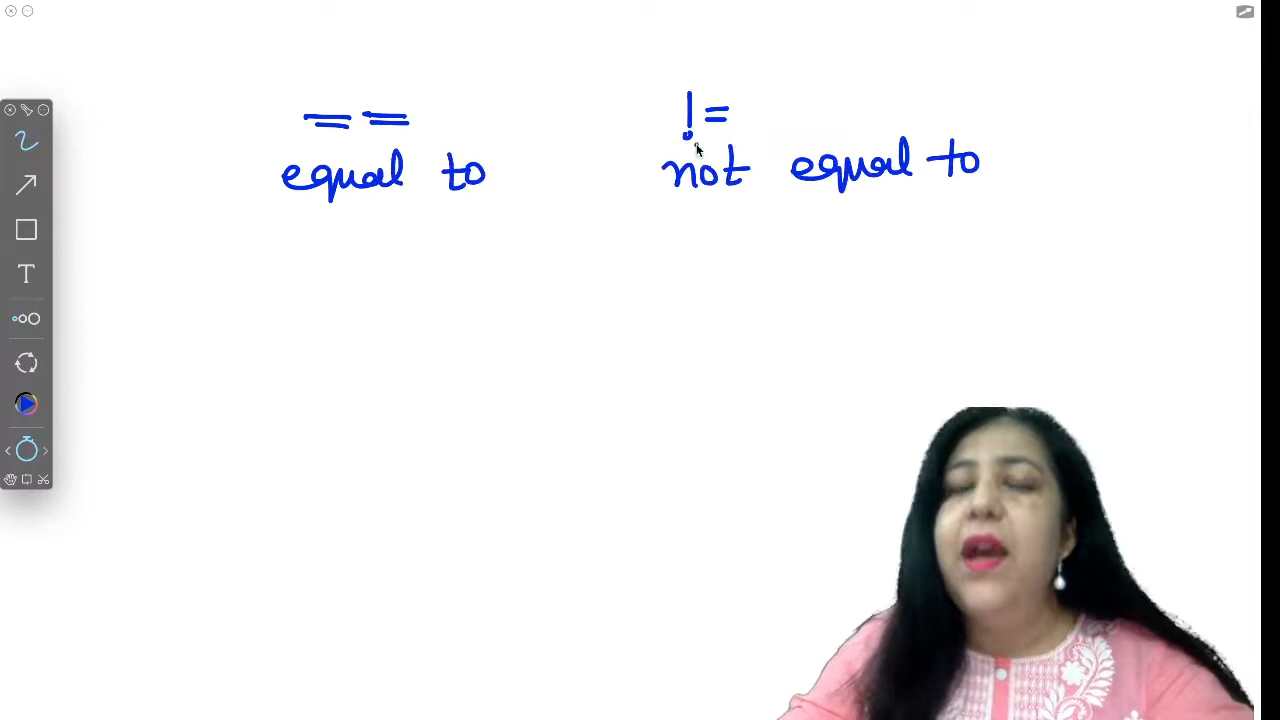 == !=
equal to not equal to